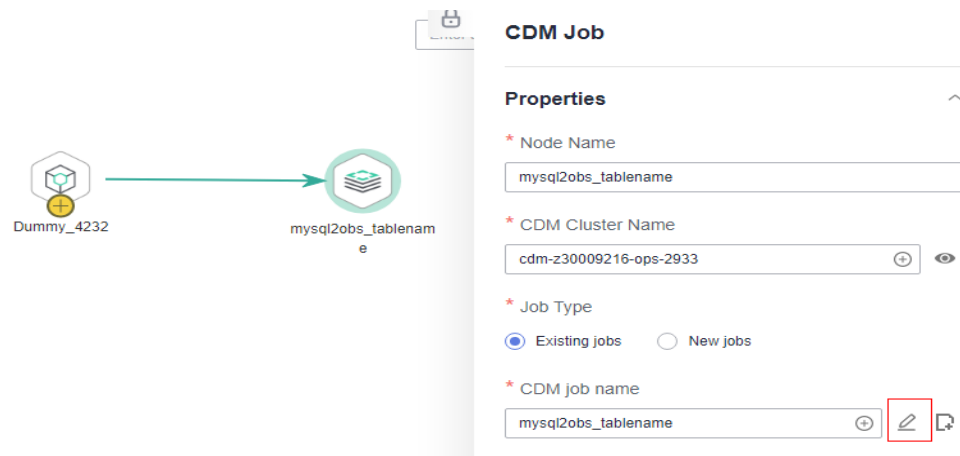 CDM Job
Properties
* Node Name
mysql2obs_tablename
* CDM Cluster Name
cdm-z30009216-ops-2933
* Job Type
Existing jobs
New jobs
* CDM job name
mysql2obs_tablename
Dummy_4232
mysql2obs_tablenam
e